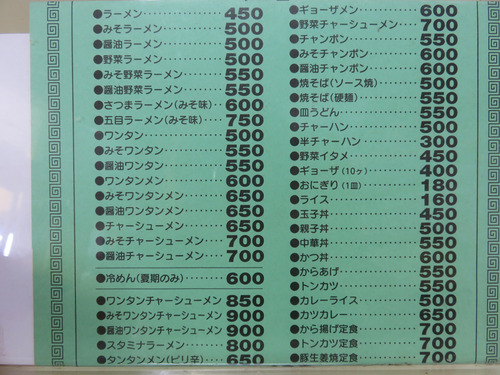 ●ラーメン‥‥‥‥450
●みそラーメン‥‥‥500
●醤油ラーメン‥‥‥500
●野菜ラーメン‥‥‥500
●みそ野菜ラーメン‥‥550
●醤油野菜ラーメン‥‥550
●さつまラーメン(みそ味)‥600
●五目ラーメン(みそ味)‥‥750
●ワンタン‥‥‥‥500
●みそワンタン‥‥‥550
●醤油ワンタン‥‥‥550
●ワンタンメン‥‥‥600
●みそワンタンメン‥‥650
●醤油ワンタンメン‥‥650
●チャーシューメン‥‥650
●みそチャーシューメン‥700
●醤油チャーシューメン‥700
●冷めん(夏期のみ)‥‥600
●ワンタンチャーシューメン 850
●みそワンタンチャーシューメン 900
●醤油ワンタンチャーシューメン 900
●スタミナラーメン‥‥800
●タンタンメン(ピリ辛)‥‥650
●ギョーザメン‥‥‥600
●野菜チャーシューメン‥700
●チャンポン‥‥‥550
●みそチャンポン‥‥600
●醤油チャンポン‥‥600
●焼そば(ソース焼)‥‥500
●焼そば(硬麺)‥‥‥550
●皿うどん‥‥‥‥550
●チャーハン‥‥‥500
●半チャーハン‥‥‥300
●野菜イタメ‥‥‥450
●ギョーザ(10ヶ)‥‥400
●おにぎり(1皿)‥‥‥180
●ライス‥‥‥‥160
●玉子丼‥‥‥‥450
●親子丼‥‥‥‥500
●中華丼‥‥‥‥550
●かつ丼‥‥‥‥600
●からあげ‥‥‥‥550
●トンカツ‥‥‥‥550
●カレーライス‥‥‥500
●カツカレー‥‥‥650
●から揚げ定食‥‥‥700
●トンカツ定食‥‥‥700
●豚生姜焼定食‥‥‥700